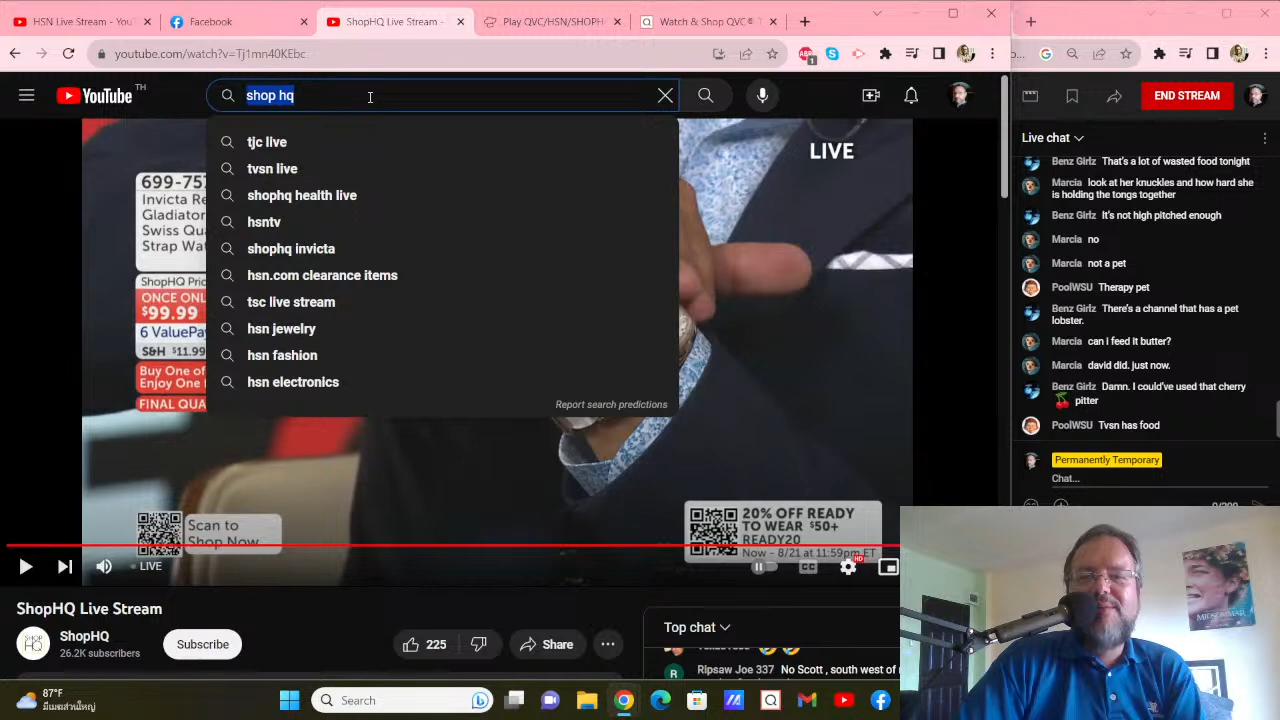 HSN Live Stream - You
Facebook
ShopHQ Live Stream -
Play QVC/HSN/SHOPH
Watch & Shop QVC® T
youtube.com/watch?v=Tj1mn40KEbc
YouTube TH
shop hq
END STREAM
tjc live
tvsn live
shophq health live
hsntv
shophq invicta
hsn.com clearance items
tsc live stream
hsn jewelry
hsn fashion
hsn electronics
Report search predictions
LIVE
699-757
Invicta Re
Gladiator
Swiss Qua
Strap Wat
ShopHQ Pric
ONCE ONL
$99.99
6 ValuePay
S&H $11.99
Buy One of
Enjoy One
FINAL QUA
Scan to
Shop Now
20% OFF READY
TO WEAR $50+
READY20
Now - 8/21 at 11:59pm ET
LIVE
CC
HD
ShopHQ Live Stream
SHOP
HQ
ShopHQ
26.2K subscribers
Subscribe
225
Share
Top chat
Ripsaw Joe 337 No Scott , south west of
Live chat
Benz Girlz That's a lot of wasted food tonight
Marcia look at her knuckles and how hard she
is holding the tongs together
Benz Girlz It's not high pitched enough
Marcia no
Marcia not a pet
PoolWSU Therapy pet
Benz Girlz There's a channel that has a pet
lobster.
Marcia can i feed it butter?
Marcia david did. just now.
Benz Girlz Damn. I could've used that cherry
pitter
PoolWSU Tvsn has food
Permanently Temporary
Chat...
MIDSOMMAR
87°F
Search